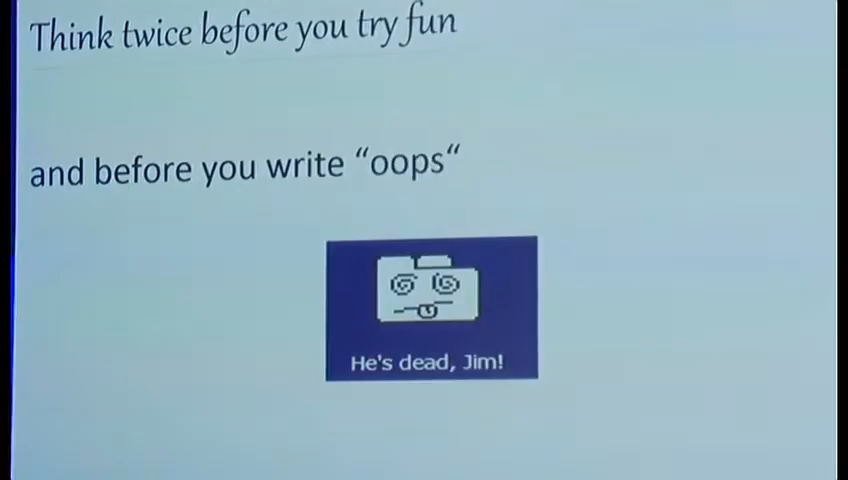 Think twice before you try fun
and before you write “oops“
He's dead, Jim!